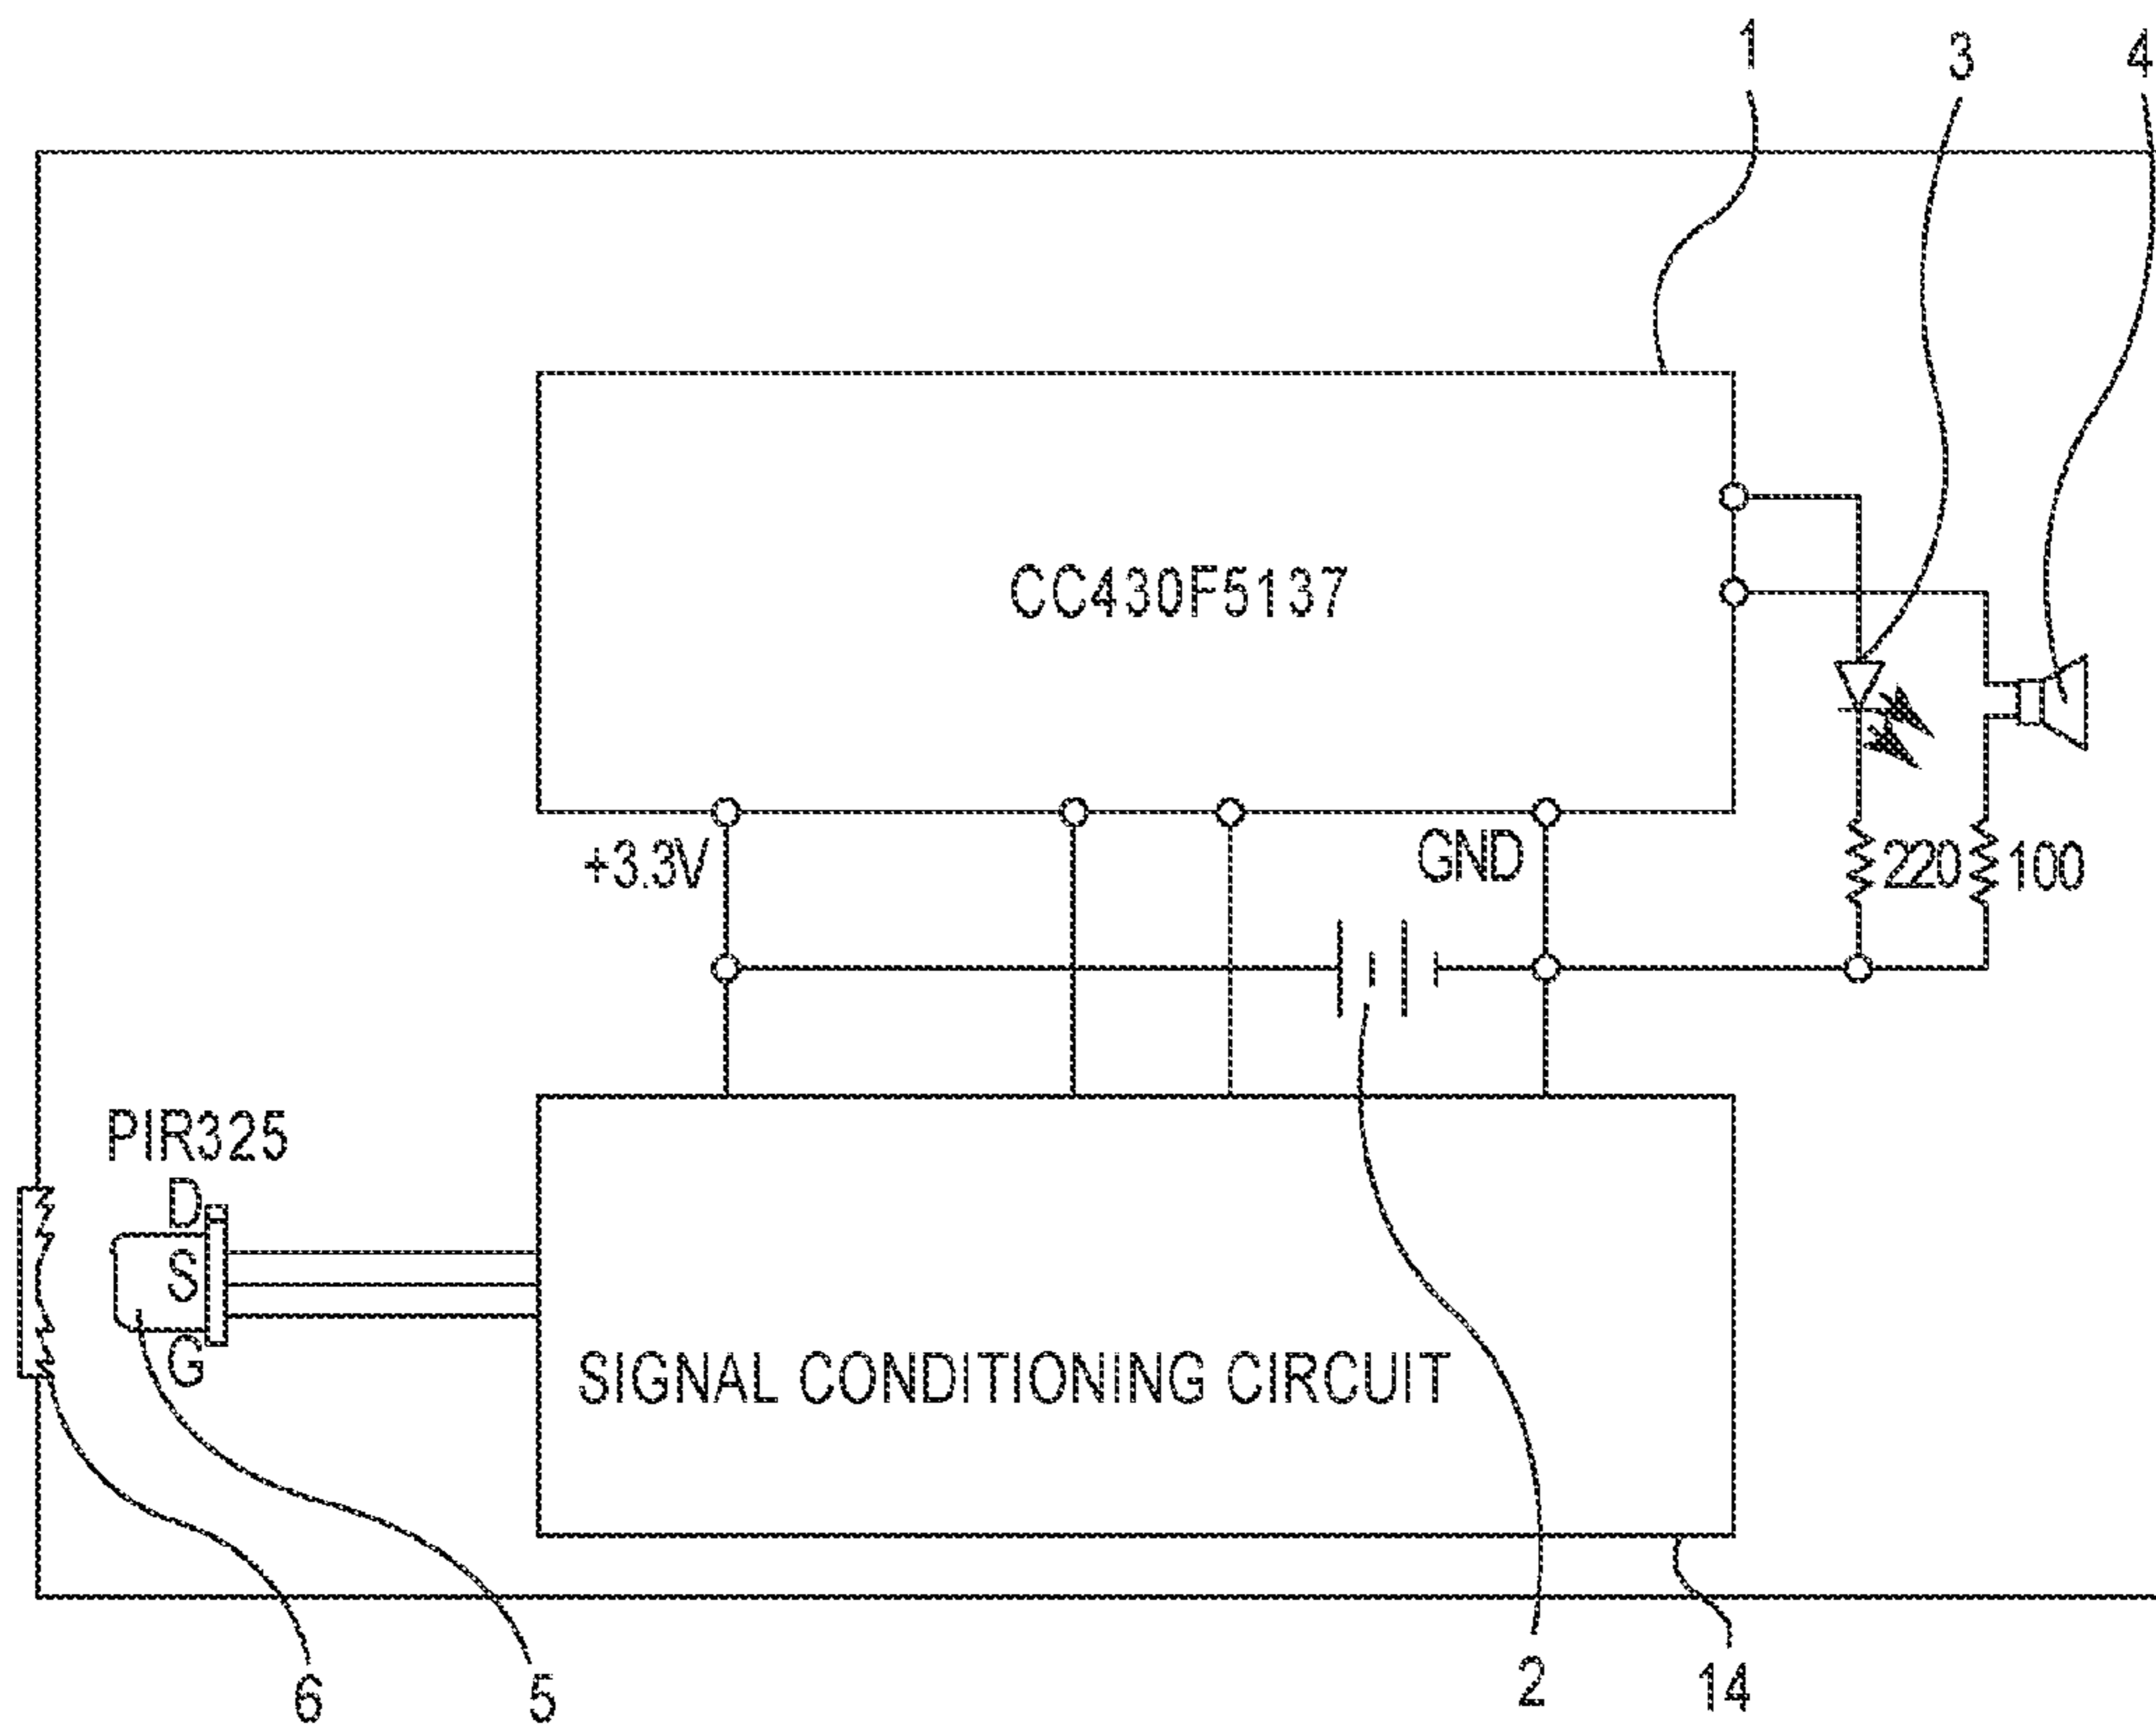 1 3 4
CC430F5137
+3.3V GND
220 100
PIR325
D
S
G
SIGNAL CONDITIONING CIRCUIT
6 5 2 14